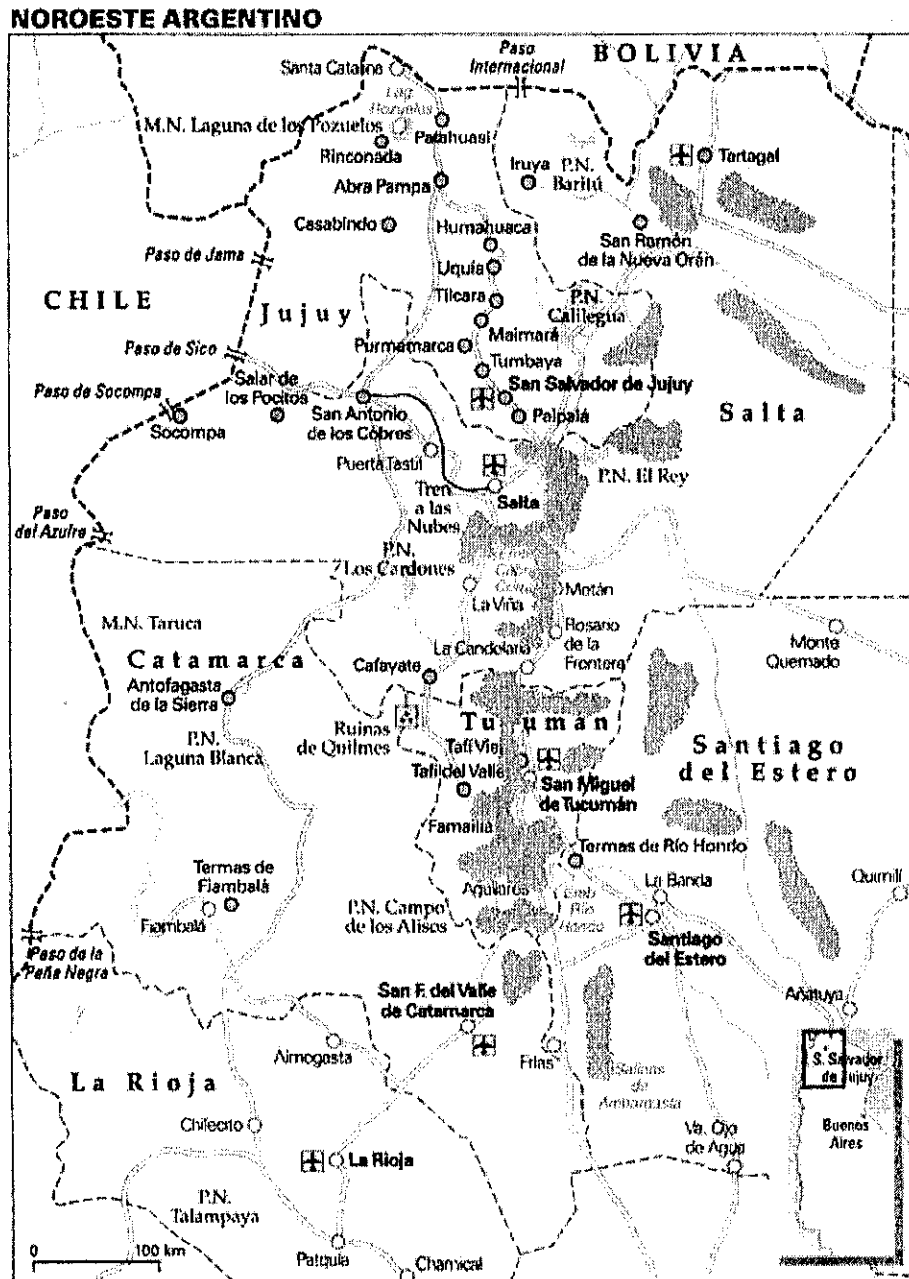 NOROESTE ARGENTINO
Santa Catalina
Paso
Internacional
BOLIVIA
Lag.
Pozuelos
M.N. Laguna de los Pozuelos
Rinconada
Patahuasi
Abra Pampa
Iruya
P.N.
Baritú
Tartagal
Casabindo
Humahuaca
San Ramón
de la Nueva Orán
Paso de Jama
Uquía
CHILE
Tilcara
P.N.
Calilegua
Jujuy
Maimará
Paso de Sico
Purmamarca
Tumbaya
Paso de Socompa
Salar de
los Pocitos
San Salvador de Jujuy
Socompa
San Antonio
de los Cobres
Palpalá
Salta
Puerta Tastil
Tren
a las
Nubes
Salta
P.N. El Rey
Paso
del Azufre
P.N.
Los Cardones
Metán
La Viña
M.N. Taruca
Rosario
de la
Frontera
Catamarca
La Candelaria
Monte
Quemado
Cafayate
Antofagasta
de la Sierra
Ruinas
de Quilmes
Tucumán
P.N.
Laguna Blanca
Santiago
del Estero
Tafí Viejo
Tafí del Valle
San Miguel
de Tucumán
Famaillá
Termas de Río Hondo
Termas de
Fiambalá
La Banda
Quimilí
Aguilares
Emb.
Río
Hondo
Fiambalá
P.N. Campo
de los Alisos
Paso de la
Peña Negra
Santiago
del Estero
San F. del Valle
de Catamarca
Añatuya
Aimogasta
Frías
S. Salvador
de Jujuy
La Rioja
Salinas
de
Ambargasta
Chilecito
Va. Ojo
de Agua
Buenos
Aires
La Rioja
P.N.
Talampaya
0 100 km
Patquía
Chamical